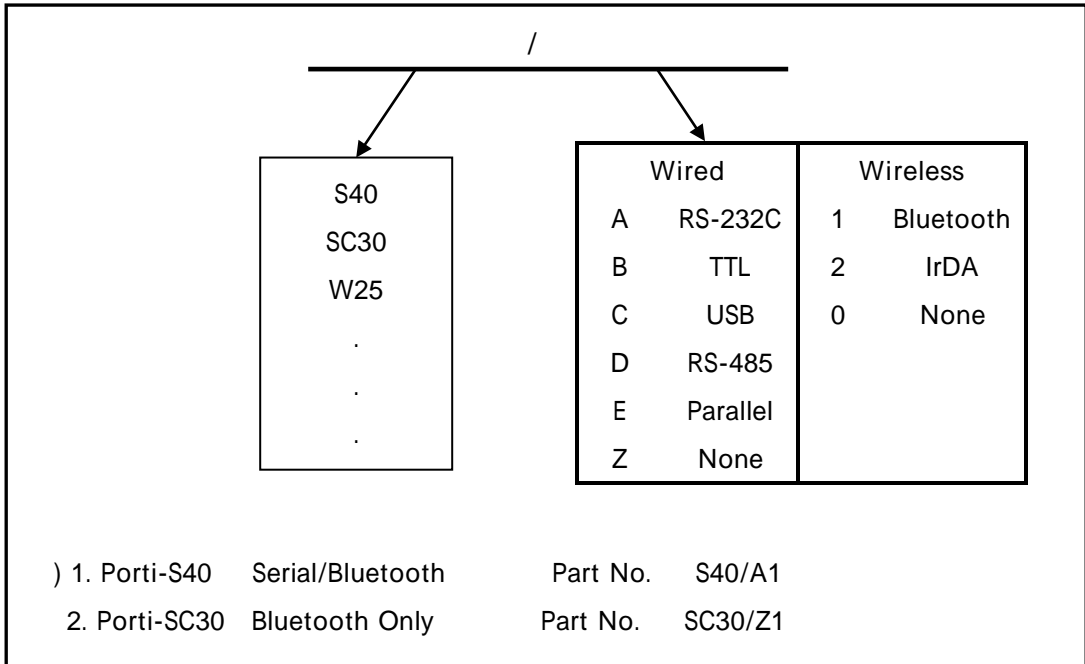 /
S40
SC30
W25
.
.
.
Wired Wireless
A RS-232C 1 Bluetooth
B TTL 2 IrDA
C USB 0 None
D RS-485
E Parallel
Z None
) 1. Porti-S40 Serial/Bluetooth Part No. S40/A1
2. Porti-SC30 Bluetooth Only Part No. SC30/Z1